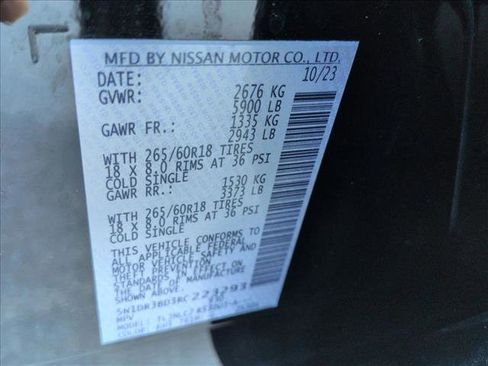 MFD BY NISSAN MOTOR CO., LTD.
DATE: 10/23
GVWR: 2676 KG
5900 LB
GAWR FR.: 1335 KG
2943 LB
WITH 265/60R18 TIRES
18 X 8.0 RIMS AT 36 PSI
COLD SINGLE
GAWR RR.: 1530 KG
3373 LB
WITH 265/60R18 TIRES
18 X 8.0 RIMS AT 36 PSI
COLD SINGLE
THIS VEHICLE CONFORMS TO
ALL APPLICABLE FEDERAL
MOTOR VEHICLE SAFETY AND
THEFT PREVENTION
STANDARDS IN EFFECT ON
THE DATE OF MANUFACTURE
5N1DR3BD3RC223293
MPV
MODEL:
COLOR: